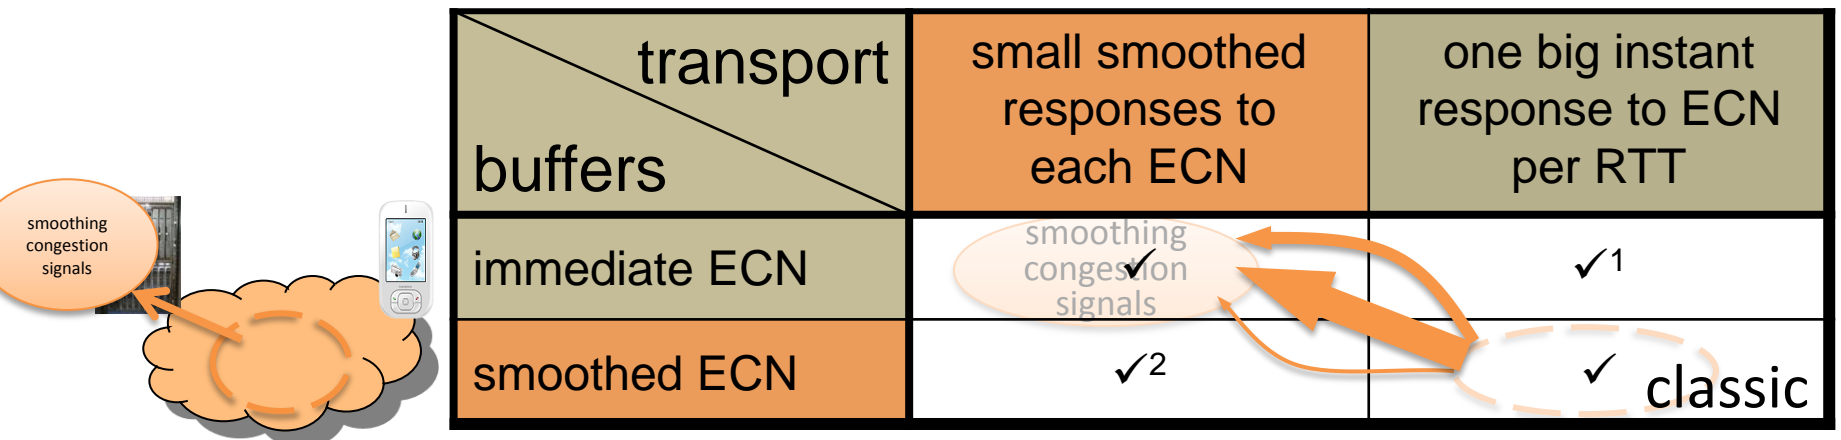 smoothing
congestion
signals
transport
buffers
small smoothed
responses to
each ECN
one big instant
response to ECN
per RTT
immediate ECN
smoothing
congestion
signals
✓
✓1
smoothed ECN
✓2
✓
classic